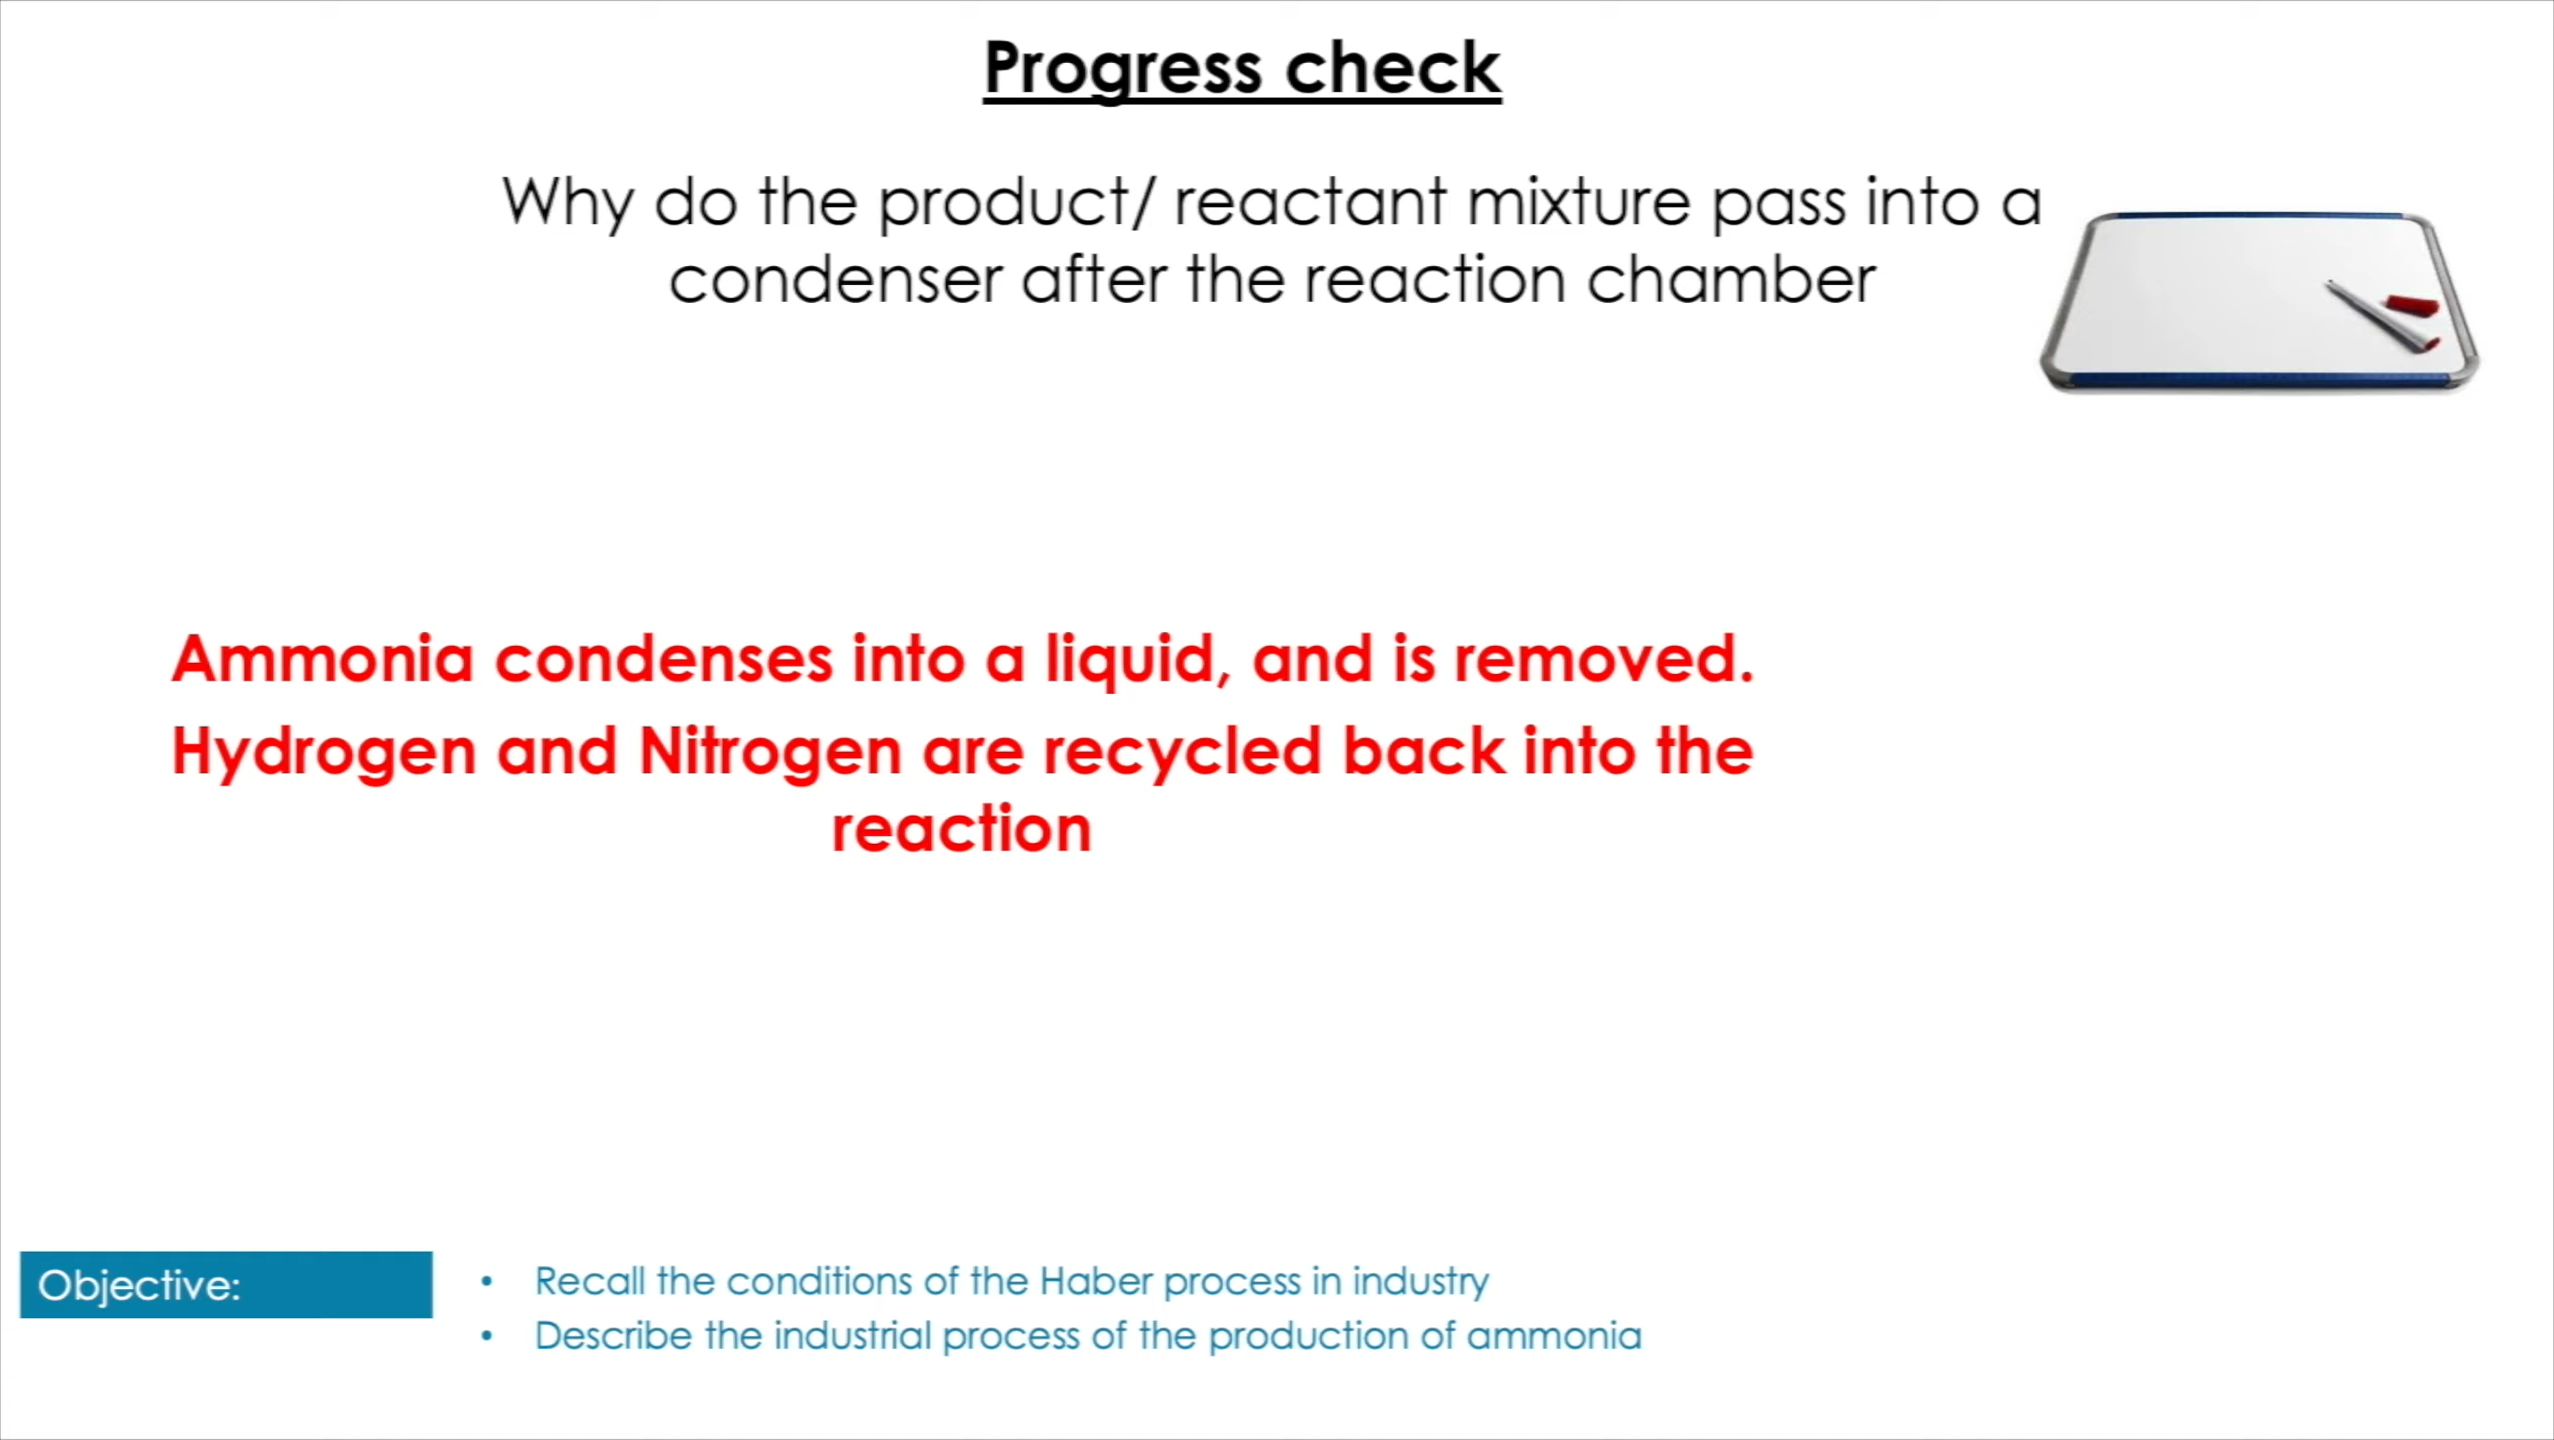 Progress check
Why do the product/ reactant mixture pass into a
condenser after the reaction chamber
Ammonia condenses into a liquid, and is removed.
Hydrogen and Nitrogen are recycled back into the
reaction
Objective:
• Recall the conditions of the Haber process in industry
• Describe the industrial process of the production of ammonia